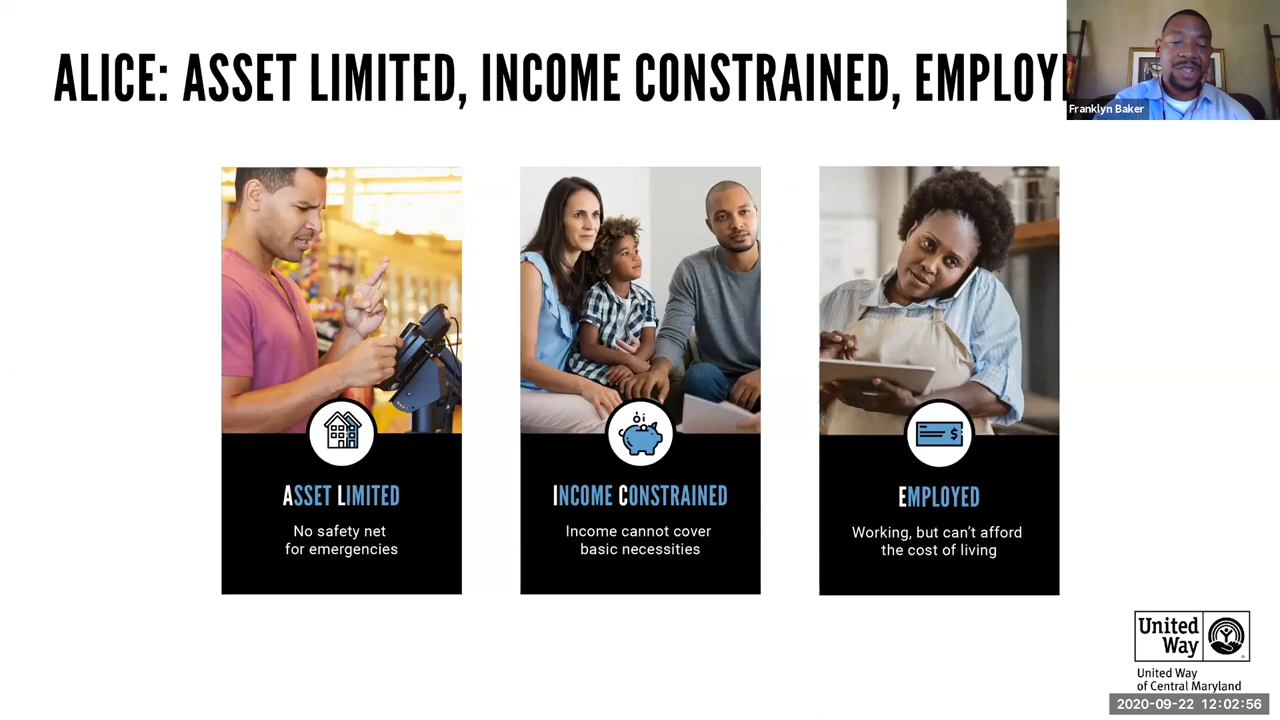 ALICE: ASSET LIMITED, INCOME CONSTRAINED, EMPLOY
Franklyn Baker
ASSET LIMITED
No safety net
for emergencies
INCOME CONSTRAINED
Income cannot cover
basic necessities
EMPLOYED
Working, but can’t afford
the cost of living
United
Way
United Way
of Central Maryland
2020-09-22 12:02:56